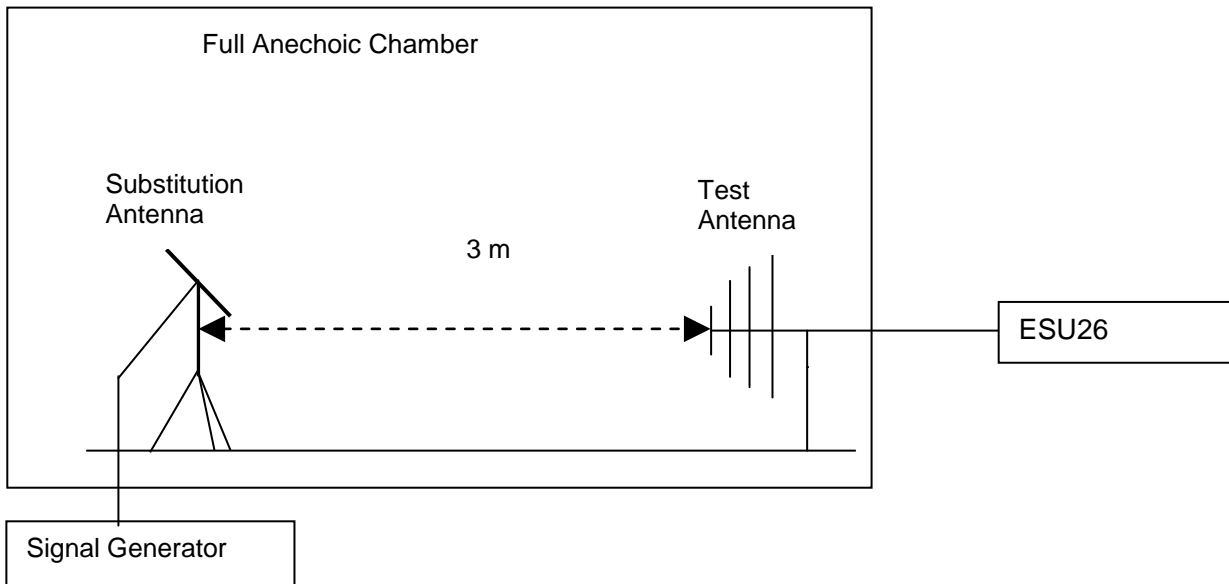 Full Anechoic Chamber
Substitution
Antenna
Test
Antenna
3 m
ESU26
Signal Generator